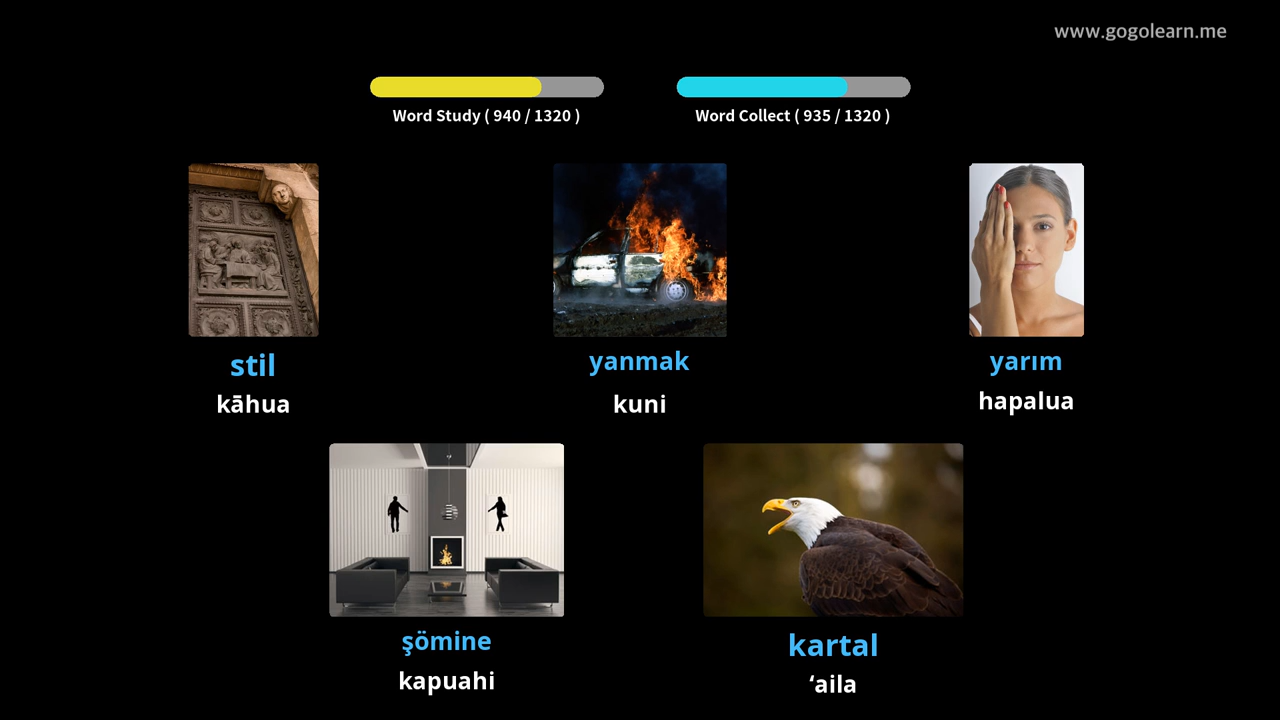 www.gogolearn.me
Word Study ( 940 / 1320 )
Word Collect ( 935 / 1320 )
stil
kāhua
yanmak
kuni
yarım
hapalua
şömine
kapuahi
kartal
ʻaila